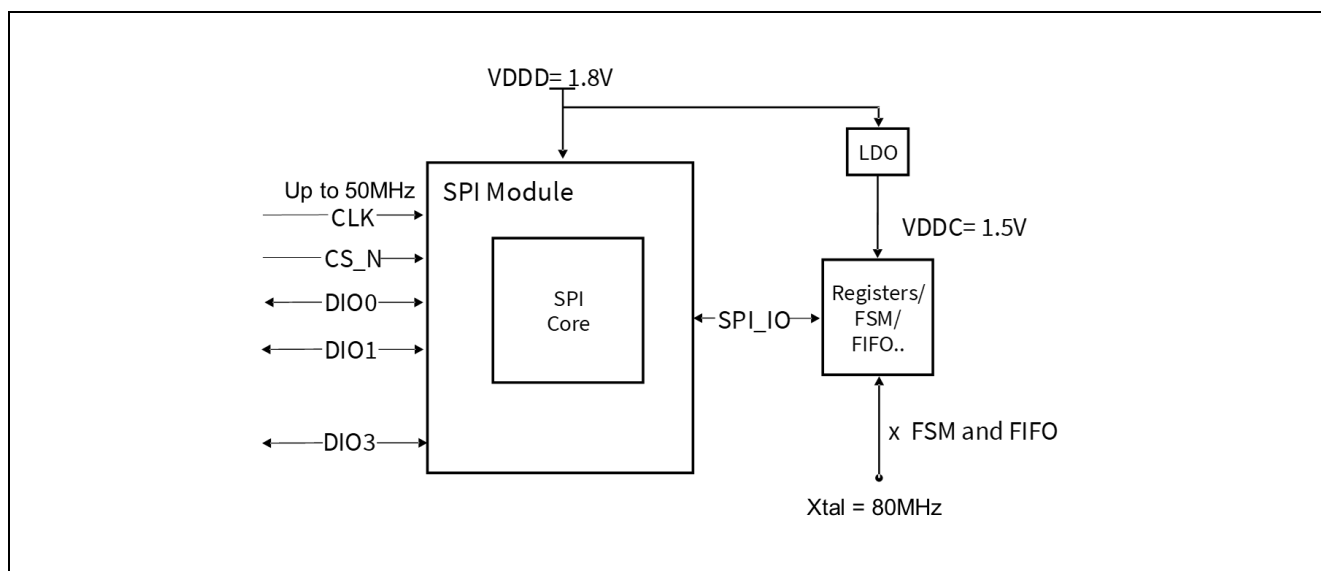 VDDD= 1.8V
LDO
Up to 50MHz
SPI Module
CLK
VDDC= 1.5V
CS_N
SPI
Core
Registers/
FSM/
FIFO..
DIO0
SPI_IO
DIO1
DIO3
x FSM and FIFO
Xtal = 80MHz